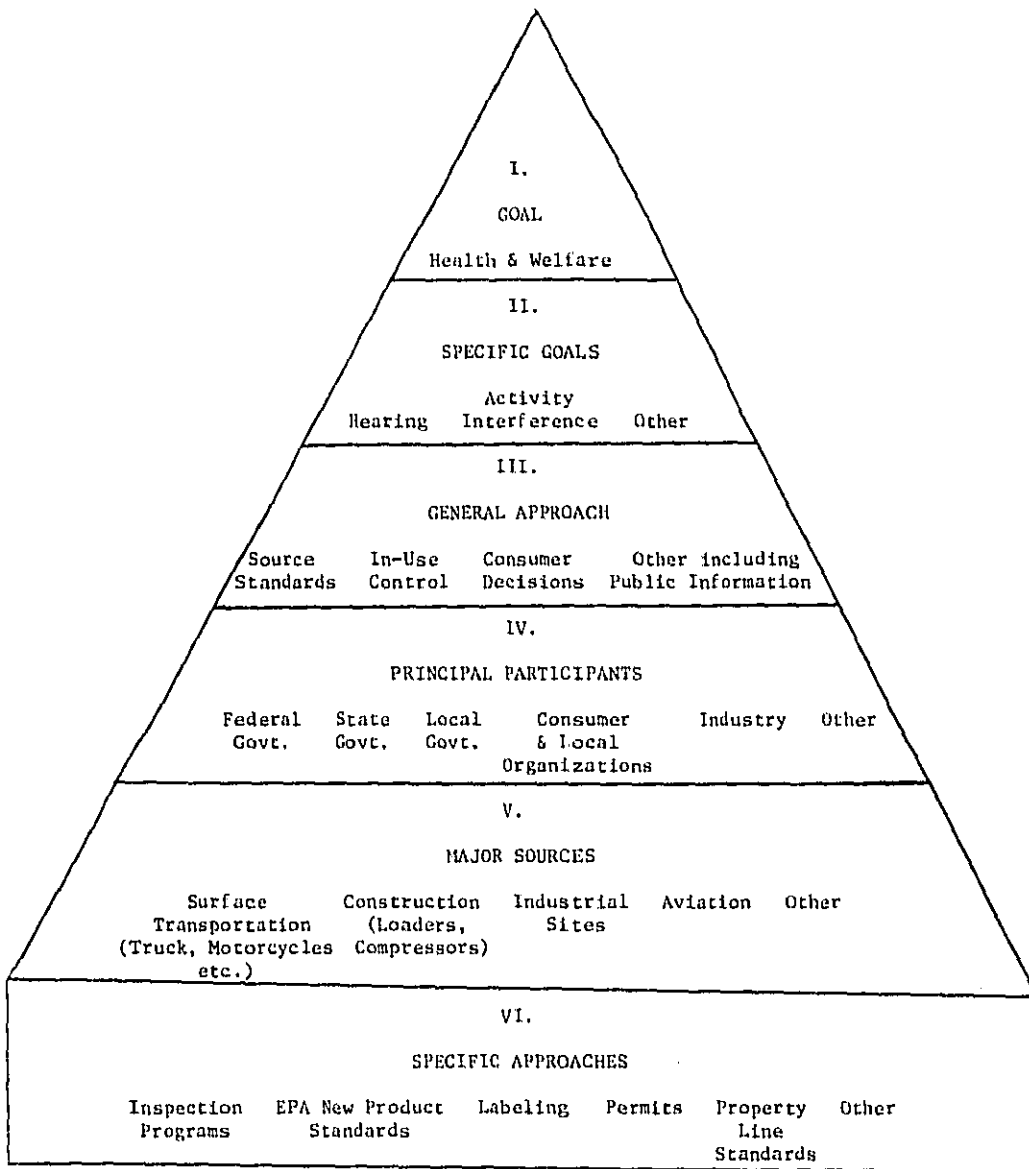 I.
GOAL
Health & Welfare
II.
SPECIFIC GOALS
Activity
Hearing Interference Other
III.
GENERAL APPROACH
Source In-Use Consumer Other including
Standards Control Decisions Public Information
IV.
PRINCIPAL PARTICIPANTS
Federal State Local Consumer Industry Other
Govt. Govt. Govt. & Local
Organizations
V.
MAJOR SOURCES
Surface Construction Industrial Aviation Other
Transportation (Loaders, Sites
(Truck, Motorcycles Compressors)
etc.)
VI.
SPECIFIC APPROACHES
Inspection EPA New Product Labeling Permits Property Other
Programs Standards Line
Standards